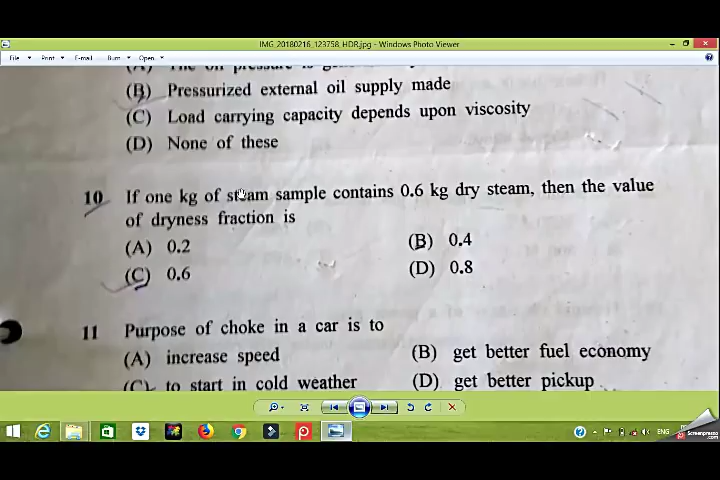 IMG_20180216_123758_HDR.jpg - Windows Photo Viewer
File Print E-mail Burn Open
(B) Pressurized external oil supply made
(C) Load carrying capacity depends upon viscosity
(D) None of these
10 If one kg of steam sample contains 0.6 kg dry steam, then the value
of dryness fraction is
(A) 0.2 (B) 0.4
(C) 0.6 (D) 0.8
11 Purpose of choke in a car is to
(A) increase speed (B) get better fuel economy
(C) to start in cold weather (D) get better pickup
ENG
Screenpresso